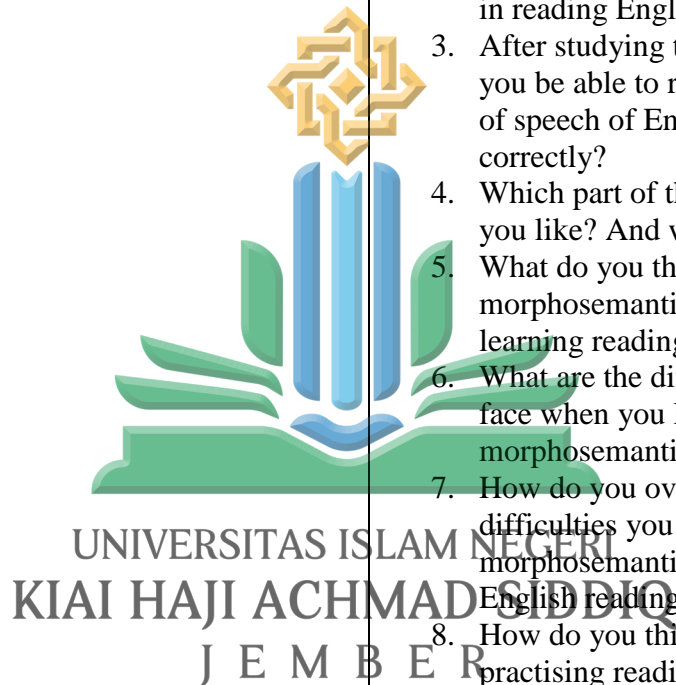 in reading Engl
3. After studying t
you be able to r
of speech of En
correctly?
4. Which part of th
you like? And w
5. What do you th
morphosemanti
learning reading
6. What are the di
face when you l
morphosemanti
7. How do you ov
difficulties you
morphosemanti
English reading
8. How do you thi
practising readi
UNIVERSITAS ISLAM NEGERI
KIAI HAJI ACHMAD SIDDIQ
JEMBER